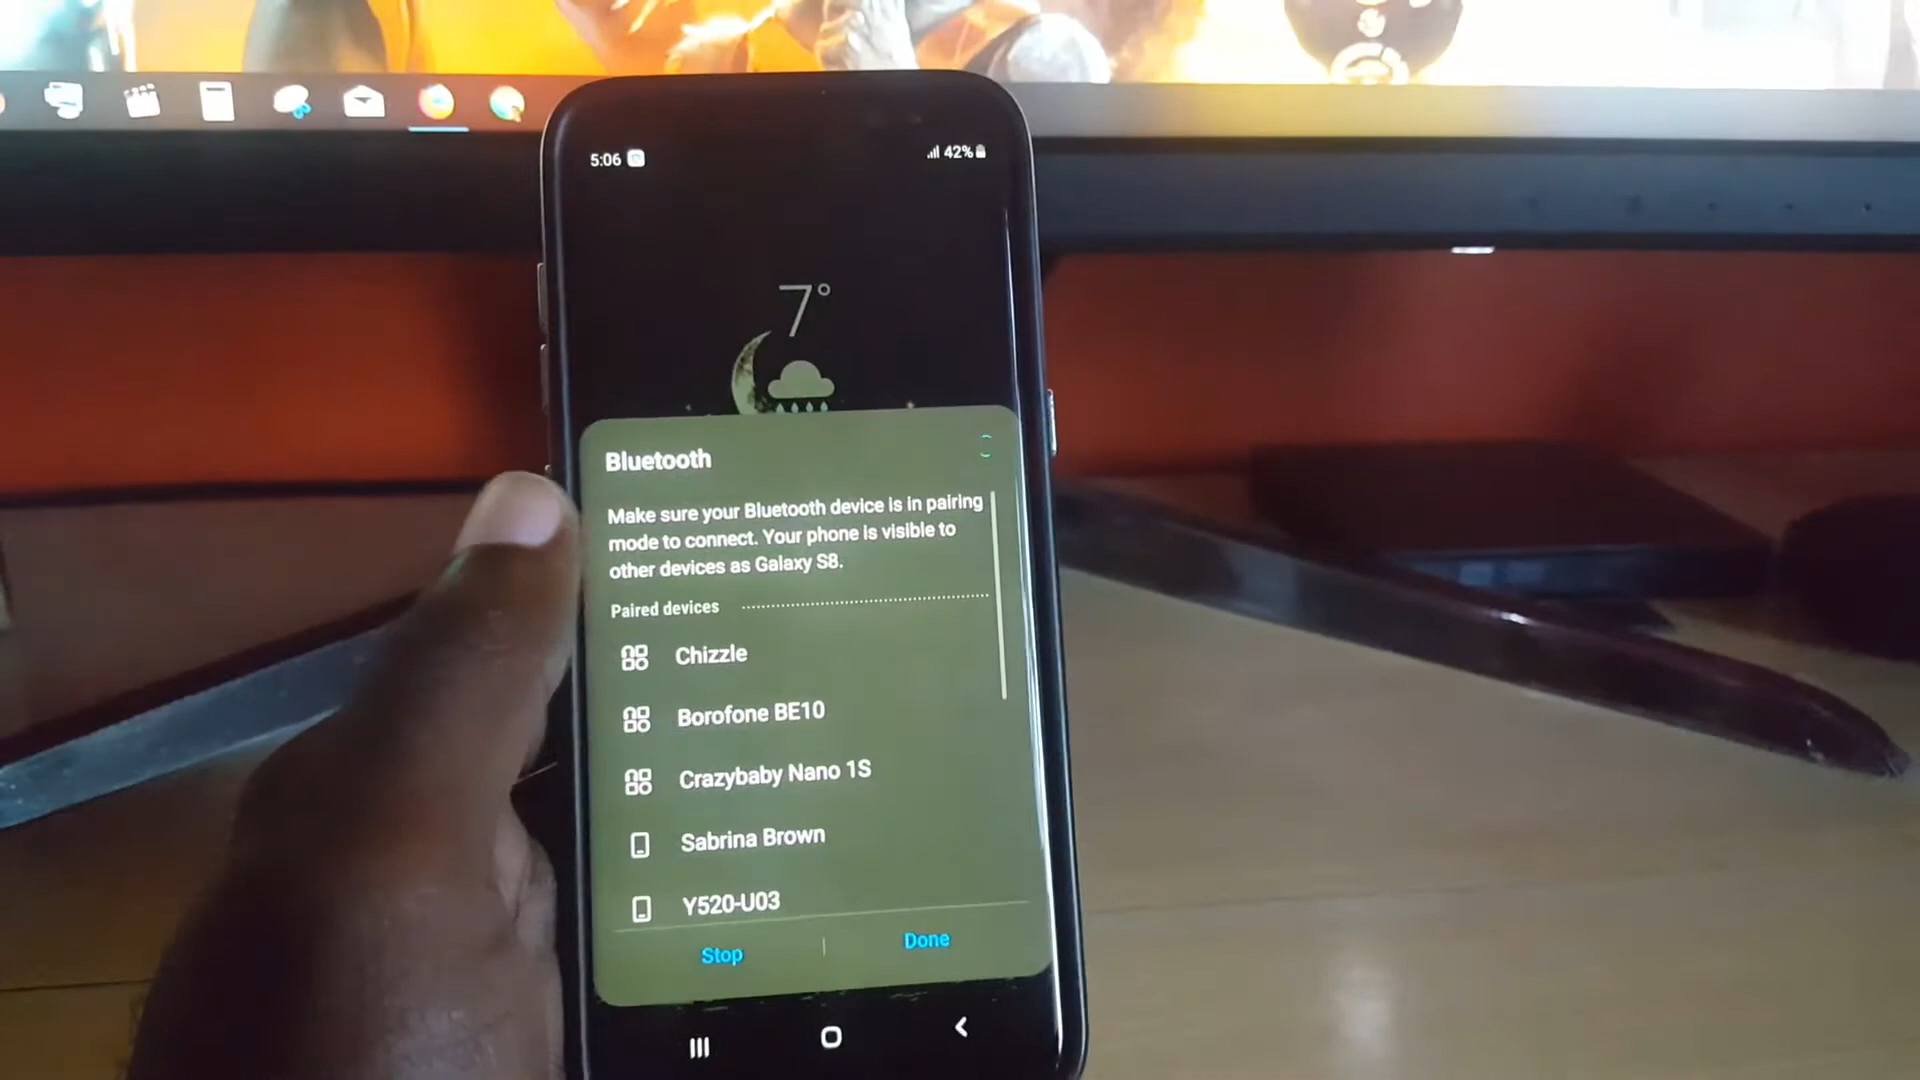 5:06
42%
7°
Bluetooth
Make sure your Bluetooth device is in pairing
mode to connect. Your phone is visible to
other devices as Galaxy S8.
Paired devices
Chizzle
Borofone BE10
Crazybaby Nano 1S
Sabrina Brown
Y520-U03
Stop
Done